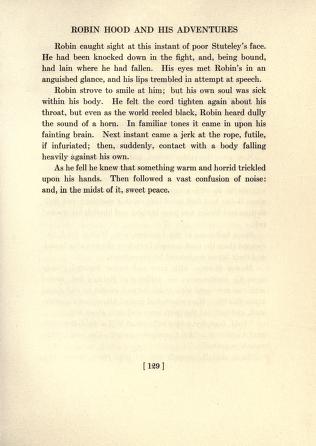 ROBIN HOOD AND HIS ADVENTURES
Robin caught sight at this instant of poor Stuteley's face.
He had been knocked down in the fight, and, being bound,
had lain where he had fallen. His eyes met Robin's in an
anguished glance, and his lips trembled in attempt at speech.
Robin strove to smile at him; but his own soul was sick
within his body. He felt the cord tighten again about his
throat, but even as the world reeled black, Robin heard dully
the sound of a horn. In familiar tones it came in upon his
fainting brain. Next instant came a jerk at the rope, futile,
if infuriated; then, suddenly, contact with a body falling
heavily against his own.
As he fell he knew that something warm and horrid trickled
upon his hands. Then followed a vast confusion of noise:
and, in the midst of it, sweet peace.
[ 129 ]